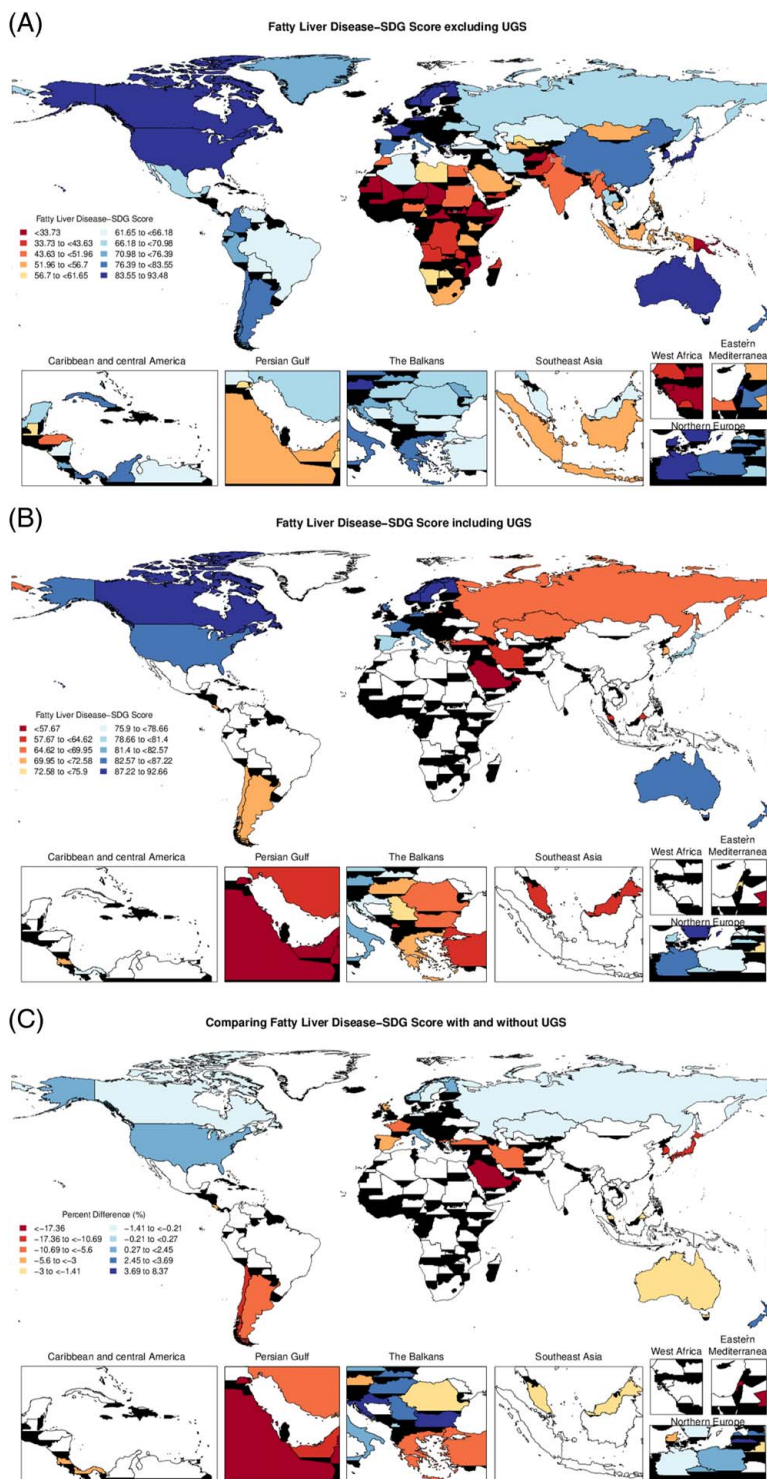 (A)
Fatty Liver Disease−SDG Score excluding UGS
Fatty Liver Disease−SDG Score
<33.73
33.73 to <43.63
43.63 to <51.96
51.96 to <56.7
56.7 to <61.65
61.65 to <66.18
66.18 to <70.98
70.98 to <76.39
76.39 to <83.55
83.55 to 93.48
Caribbean and central America
Persian Gulf
The Balkans
Southeast Asia
West Africa
Eastern
Mediterranean
Northern Europe
(B)
Fatty Liver Disease−SDG Score including UGS
Fatty Liver Disease−SDG Score
<57.67
57.67 to <64.62
64.62 to <69.95
69.95 to <72.58
72.58 to <75.9
75.9 to <78.66
78.66 to <81.4
81.4 to <82.57
82.57 to <87.22
87.22 to 92.66
Caribbean and central America
Persian Gulf
The Balkans
Southeast Asia
West Africa
Eastern
Mediterranean
Northern Europe
(C)
Comparing Fatty Liver Disease−SDG Score with and without UGS
Percent Difference (%)
<−17.36
−17.36 to <−10.69
−10.69 to <−5.6
−5.6 to <−3
−3 to <−1.41
−1.41 to <−0.21
−0.21 to <0.27
0.27 to <2.45
2.45 to <3.69
3.69 to 8.37
Caribbean and central America
Persian Gulf
The Balkans
Southeast Asia
West Africa
Eastern
Mediterranean
Northern Europe